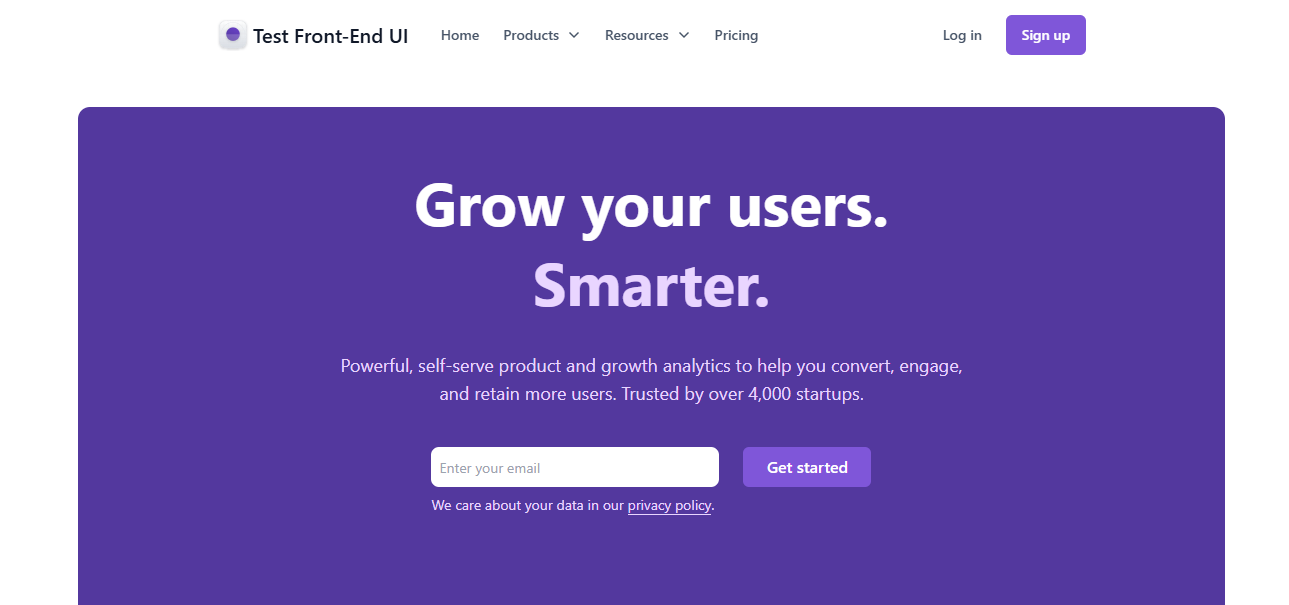 Test Front-End UI Home Products Resources Pricing Log in Sign up
Grow your users.
Smarter.
Powerful, self-serve product and growth analytics to help you convert, engage,
and retain more users. Trusted by over 4,000 startups.
Enter your email Get started
We care about your data in our privacy policy.